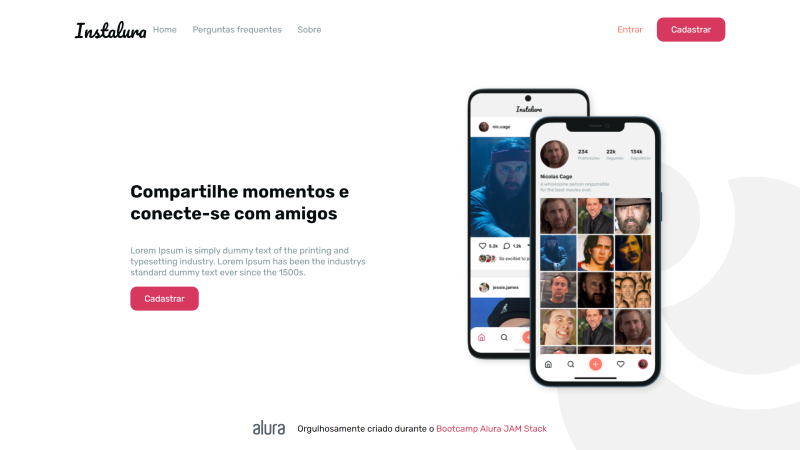 Instalura Home Perguntas frequentes Sobre Entrar Cadastrar
Compartilhe momentos e
conecte-se com amigos
Lorem Ipsum is simply dummy text of the printing and
typesetting industry. Lorem Ipsum has been the industrys
standard dummy text ever since the 1500s.
Cadastrar
Instalura
nic.cage
5.2k 1.2k
So excited to p
jessie.james
234 22k 134k
Publicações Seguindo Seguidores
Nicolas Cage
A wholesome person responsible
for the best movies ever.
alura Orgulhosamente criado durante o Bootcamp Alura JAM Stack